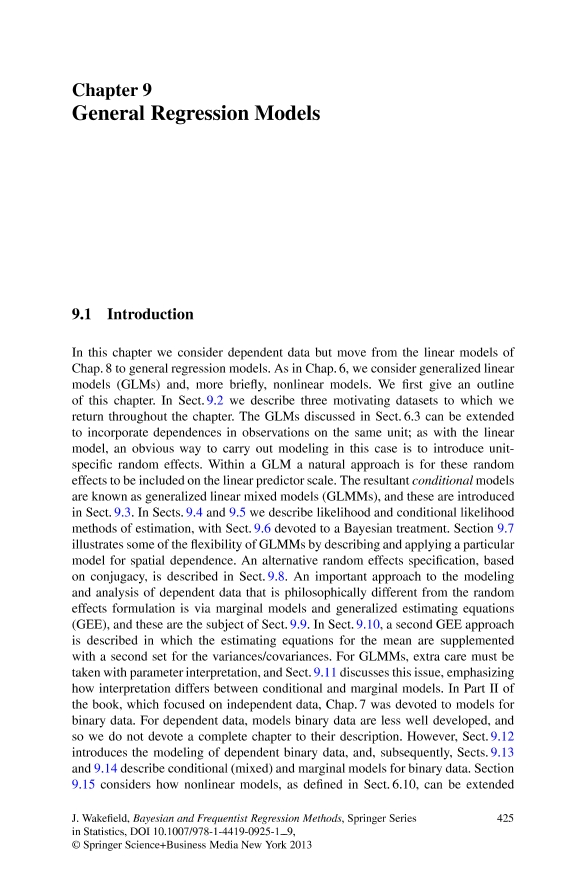 Chapter 9
General Regression Models
9.1 Introduction
In this chapter we consider dependent data but move from the linear models of
Chap. 8 to general regression models. As in Chap. 6, we consider generalized linear
models (GLMs) and, more briefly, nonlinear models. We first give an outline
of this chapter. In Sect. 9.2 we describe three motivating datasets to which we
return throughout the chapter. The GLMs discussed in Sect. 6.3 can be extended
to incorporate dependences in observations on the same unit; as with the linear
model, an obvious way to carry out modeling in this case is to introduce unit-
specific random effects. Within a GLM a natural approach is for these random
effects to be included on the linear predictor scale. The resultant conditional models
are known as generalized linear mixed models (GLMMs), and these are introduced
in Sect. 9.3. In Sects. 9.4 and 9.5 we describe likelihood and conditional likelihood
methods of estimation, with Sect. 9.6 devoted to a Bayesian treatment. Section 9.7
illustrates some of the flexibility of GLMMs by describing and applying a particular
model for spatial dependence. An alternative random effects specification, based
on conjugacy, is described in Sect. 9.8. An important approach to the modeling
and analysis of dependent data that is philosophically different from the random
effects formulation is via marginal models and generalized estimating equations
(GEE), and these are the subject of Sect. 9.9. In Sect. 9.10, a second GEE approach
is described in which the estimating equations for the mean are supplemented
with a second set for the variances/covariances. For GLMMs, extra care must be
taken with parameter interpretation, and Sect. 9.11 discusses this issue, emphasizing
how interpretation differs between conditional and marginal models. In Part II of
the book, which focused on independent data, Chap. 7 was devoted to models for
binary data. For dependent data, models binary data are less well developed, and
so we do not devote a complete chapter to their description. However, Sect. 9.12
introduces the modeling of dependent binary data, and, subsequently, Sects. 9.13
and 9.14 describe conditional (mixed) and marginal models for binary data. Section
9.15 considers how nonlinear models, as defined in Sect. 6.10, can be extended
J. Wakefield, Bayesian and Frequentist Regression Methods, Springer Series 425
in Statistics, DOI 10.1007/978-1-4419-0925-1_9,
© Springer Science+Business Media New York 2013